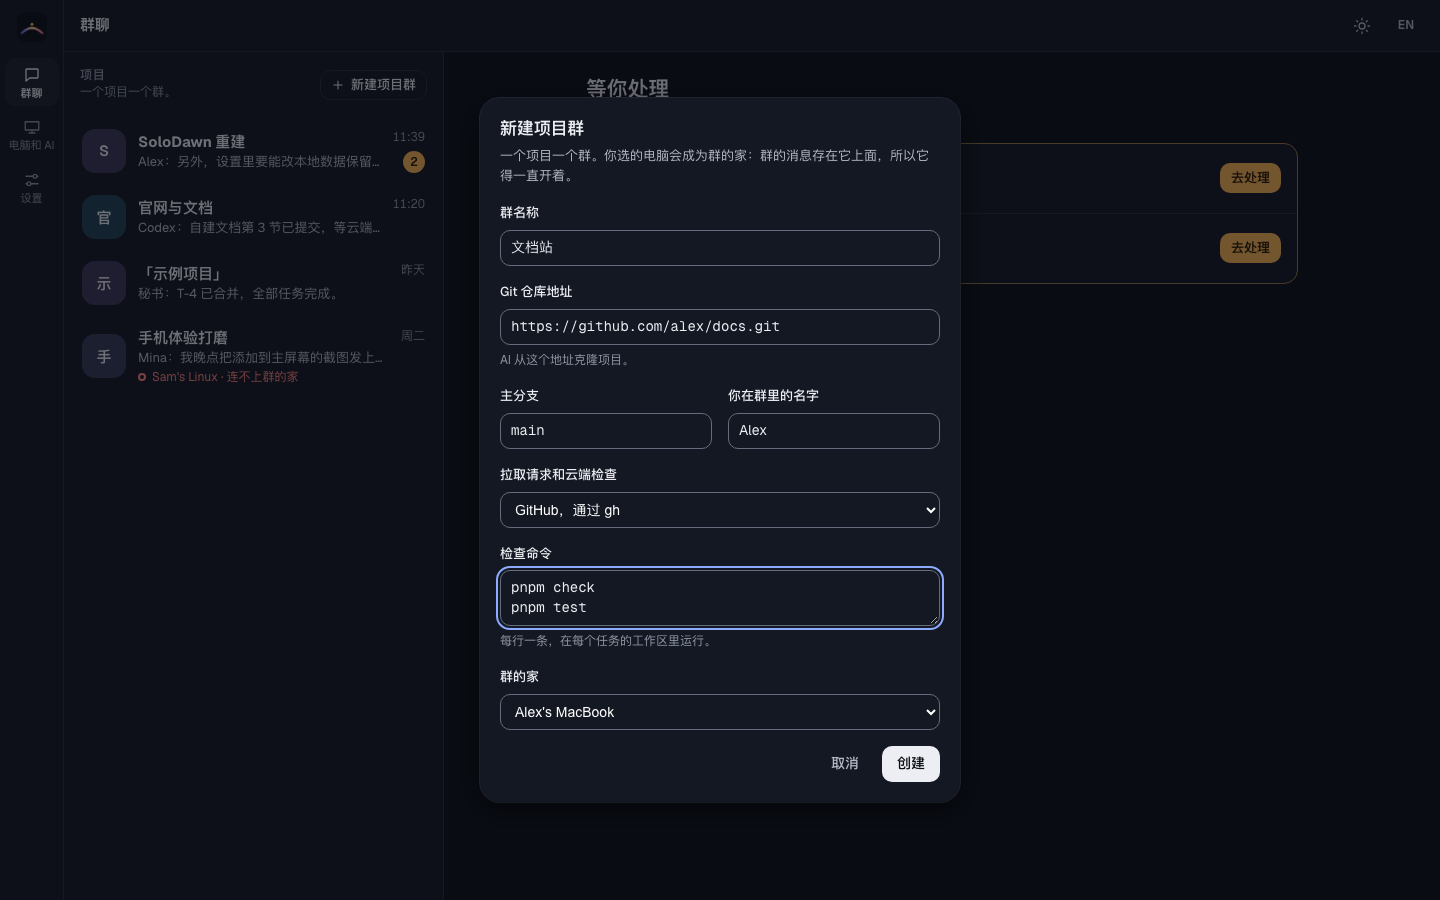 群聊
EN
群聊
电脑和 AI
设置
项目
一个项目一个群。
新建项目群
S
SoloDawn 重建
11:39
Alex：另外，设置里要能改本地数据保留…
2
官
官网与文档
11:20
Codex：自建文档第 3 节已提交，等云端…
示
「示例项目」
昨天
秘书：T-4 已合并，全部任务完成。
手
手机体验打磨
周二
Mina：我晚点把添加到主屏幕的截图发上…
Sam's Linux · 连不上群的家
等你处理
去处理
去处理
新建项目群
一个项目一个群。你选的电脑会成为群的家：群的消息存在它上面，所以它
得一直开着。
群名称
文档站
Git 仓库地址
https://github.com/alex/docs.git
AI 从这个地址克隆项目。
主分支
你在群里的名字
main
Alex
拉取请求和云端检查
GitHub，通过 gh
检查命令
pnpm check
pnpm test
每行一条，在每个任务的工作区里运行。
群的家
Alex's MacBook
取消
创建